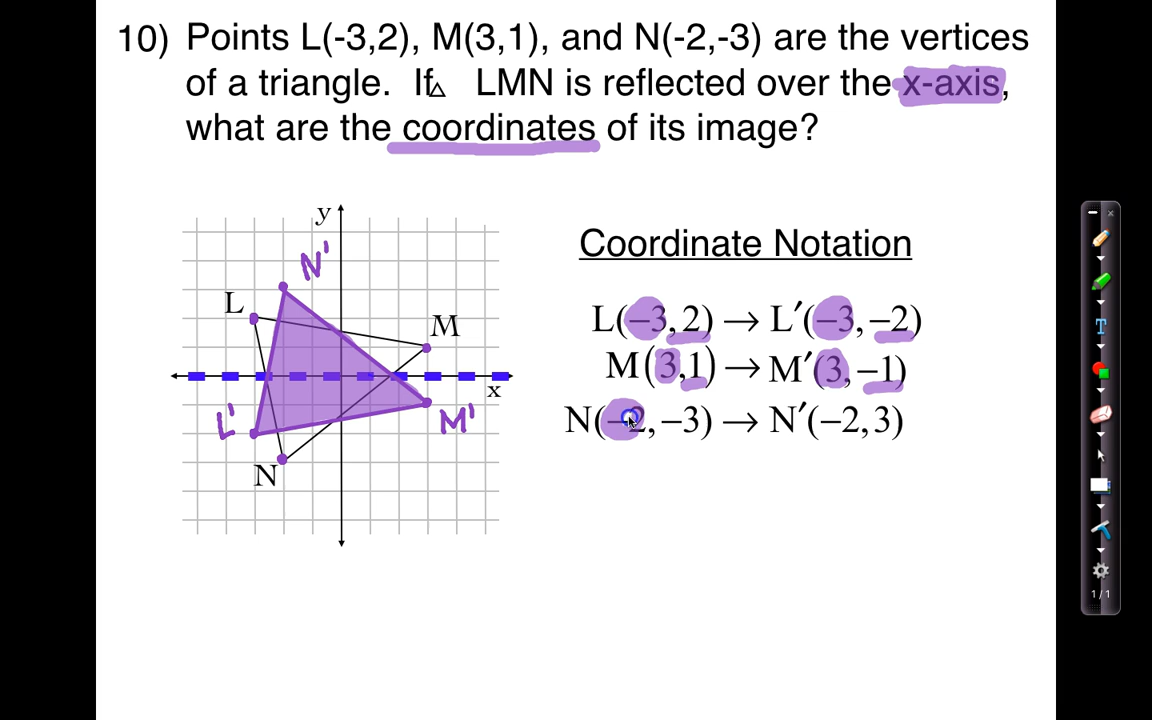 10) Points L(-3,2), M(3,1), and N(-2,-3) are the vertices
of a triangle. If△ LMN is reflected over the x-axis,
what are the coordinates of its image?
y
N'
L
M
x
L'
M'
N
Coordinate Notation
L(−3,2) → L′(−3,−2)
M(3,1) → M′(3,−1)
N(−2,−3) → N′(−2,3)
T
1/1